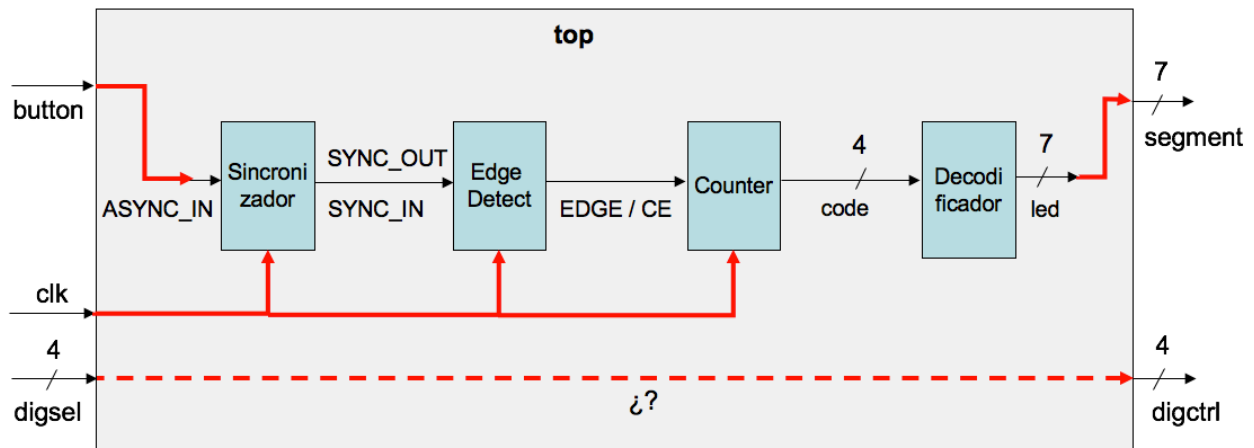 top
7
button
segment
Sincroni
zador
SYNC_OUT
SYNC_IN
Edge
Detect
EDGE / CE
Counter
4
code
Decodi
ficador
7
led
ASYNC_IN
clk
4
digsel
¿?
4
digctrl